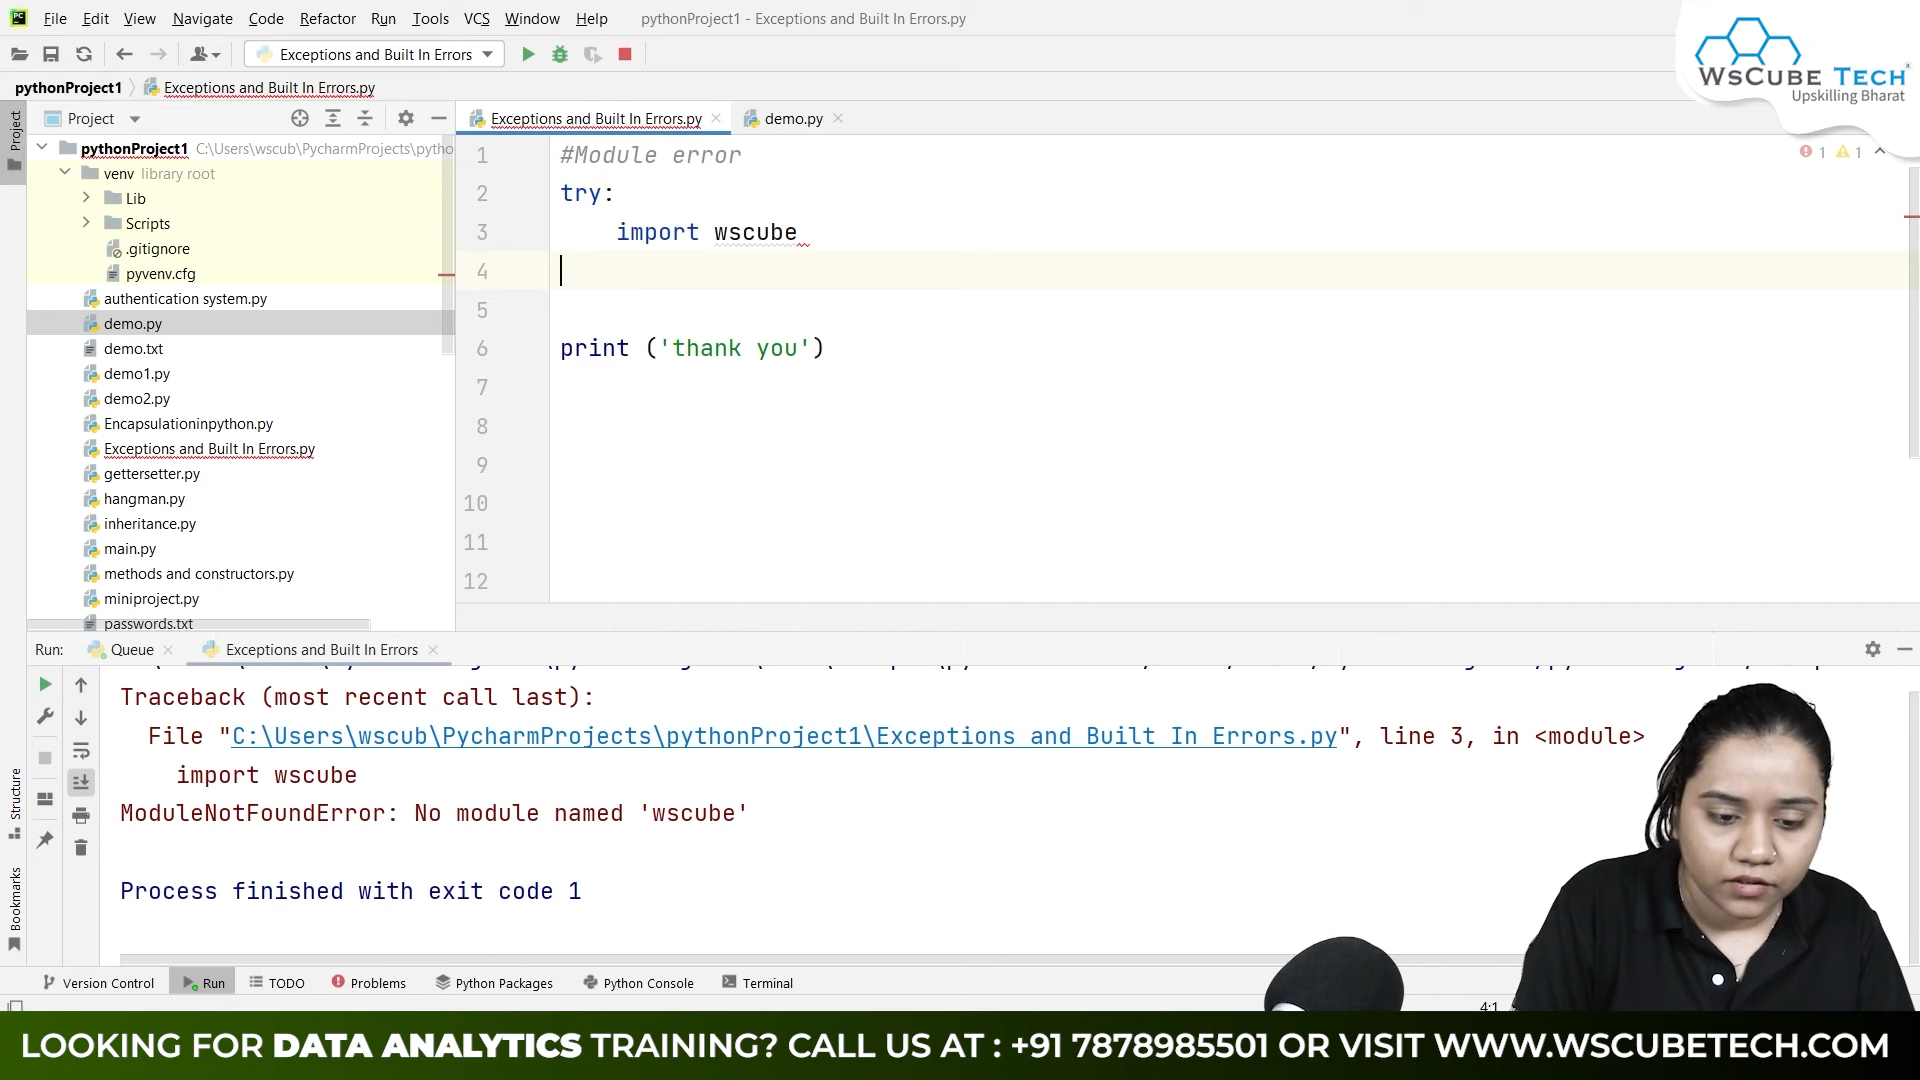 File Edit View Navigate Code Refactor Run Tools VCS Window Help pythonProject1 - Exceptions and Built In Errors.py
Exceptions and Built In Errors
WsCube Tech
Upskilling Bharat
pythonProject1 Exceptions and Built In Errors.py
Project
Project
Exceptions and Built In Errors.py
demo.py
pythonProject1 C:\Users\wscub\PycharmProjects\pytho
venv library root
Lib
Scripts
.gitignore
pyvenv.cfg
authentication system.py
demo.py
demo.txt
demo1.py
demo2.py
Encapsulationinpython.py
Exceptions and Built In Errors.py
gettersetter.py
hangman.py
inheritance.py
main.py
methods and constructors.py
miniproject.py
passwords.txt
1 #Module error
2 try:
3 import wscube
4
5
6 print ('thank you')
7
8
9
10
11
12
1 1
Run: Queue Exceptions and Built In Errors
Traceback (most recent call last):
File "C:\Users\wscub\PycharmProjects\pythonProject1\Exceptions and Built In Errors.py", line 3, in <module>
import wscube
ModuleNotFoundError: No module named 'wscube'
Process finished with exit code 1
Structure
Bookmarks
Version Control Run TODO Problems Python Packages Python Console Terminal
4:1
LOOKING FOR DATA ANALYTICS TRAINING? CALL US AT : +91 7878985501 OR VISIT WWW.WSCUBETECH.COM